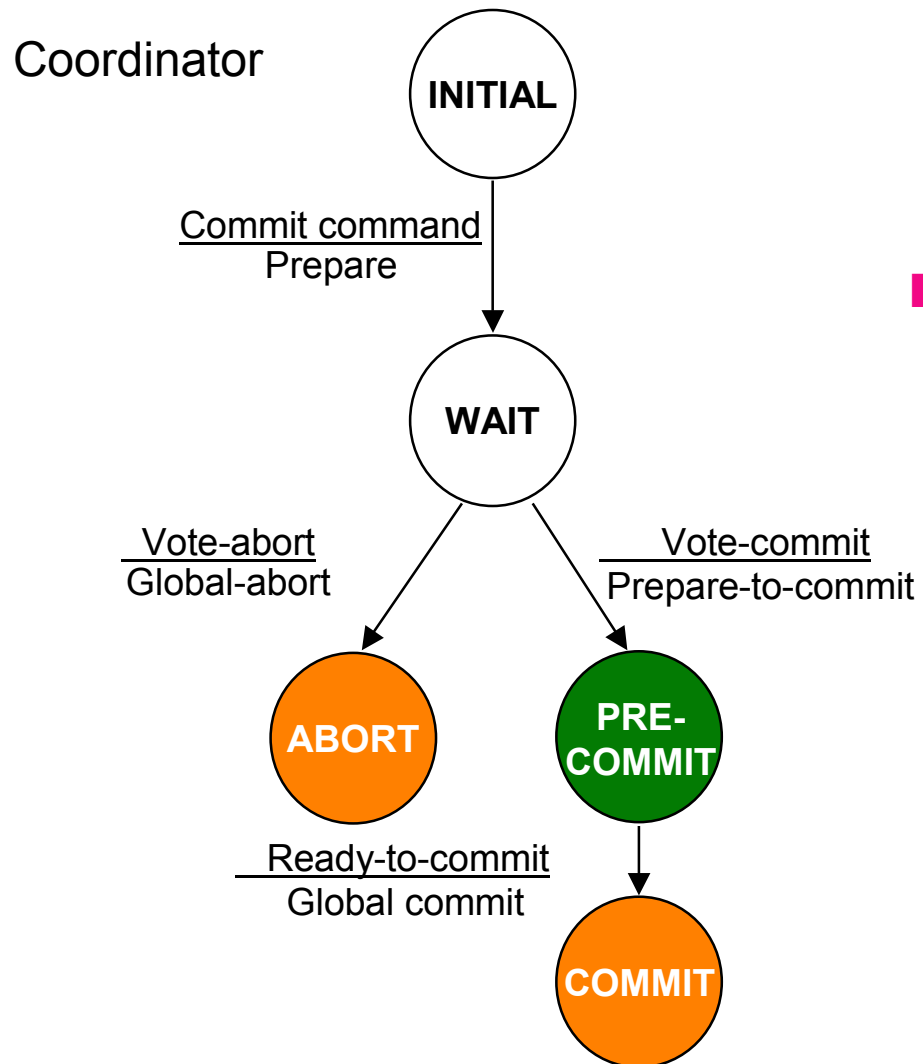 Coordinator
INITIAL
Commit command
Prepare
WAIT
Vote-abort
Global-abort
Vote-commit
Prepare-to-commit
ABORT
PRE-
COMMIT
Ready-to-commit
Global commit
COMMIT